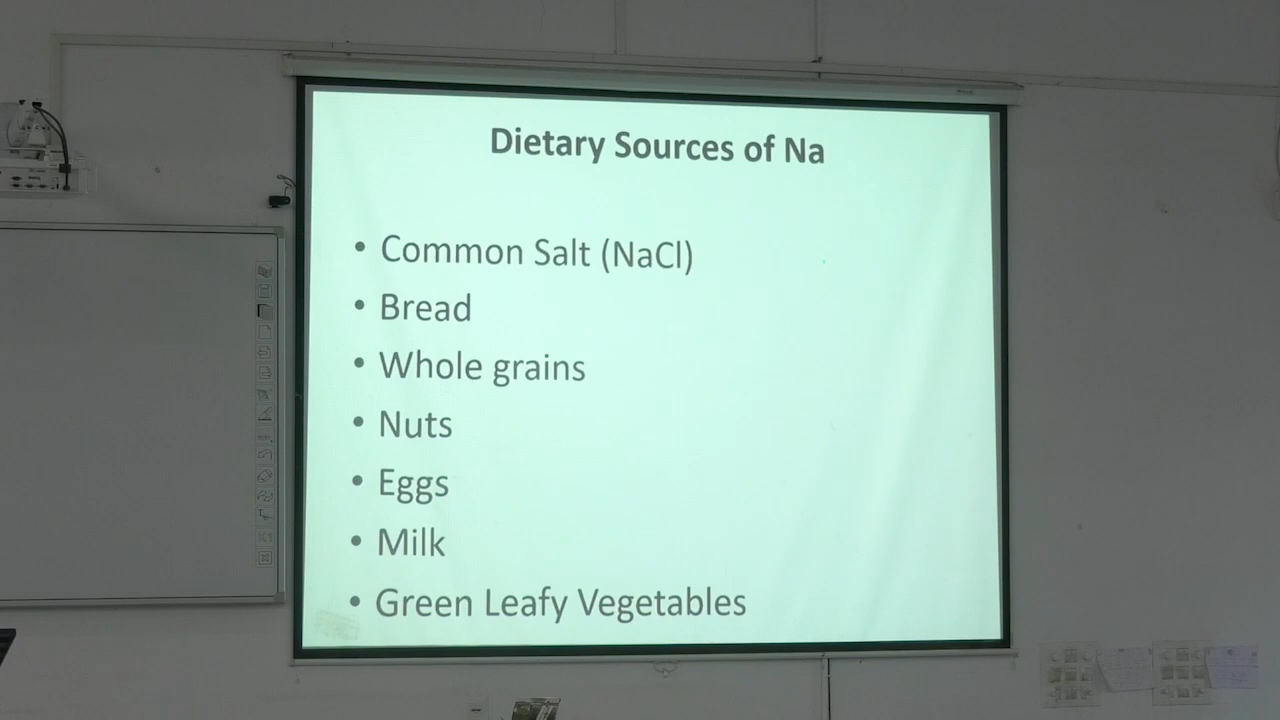 Dietary Sources of Na
• Common Salt (NaCl)
• Bread
• Whole grains
• Nuts
• Eggs
• Milk
• Green Leafy Vegetables